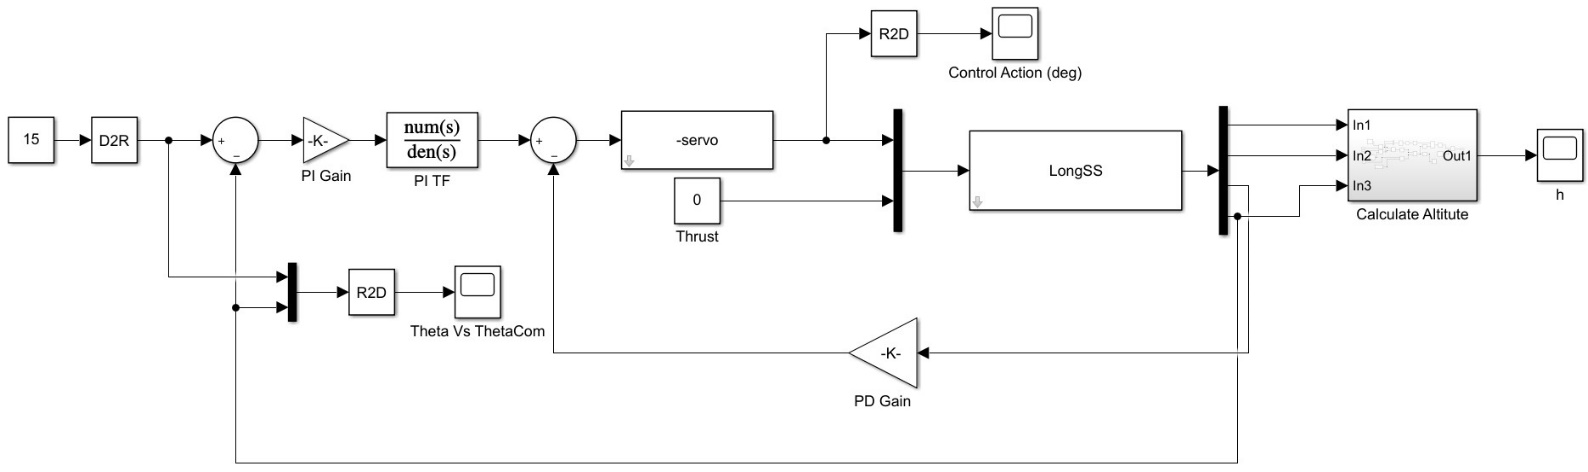 R2D
Control Action (deg)
15
D2R
+
−
-K-
PI Gain
num(s)
den(s)
PI TF
+
−
-servo
0
Thrust
LongSS
In1
In2
In3
Out1
Calculate Altitute
h
R2D
Theta Vs ThetaCom
-K-
PD Gain